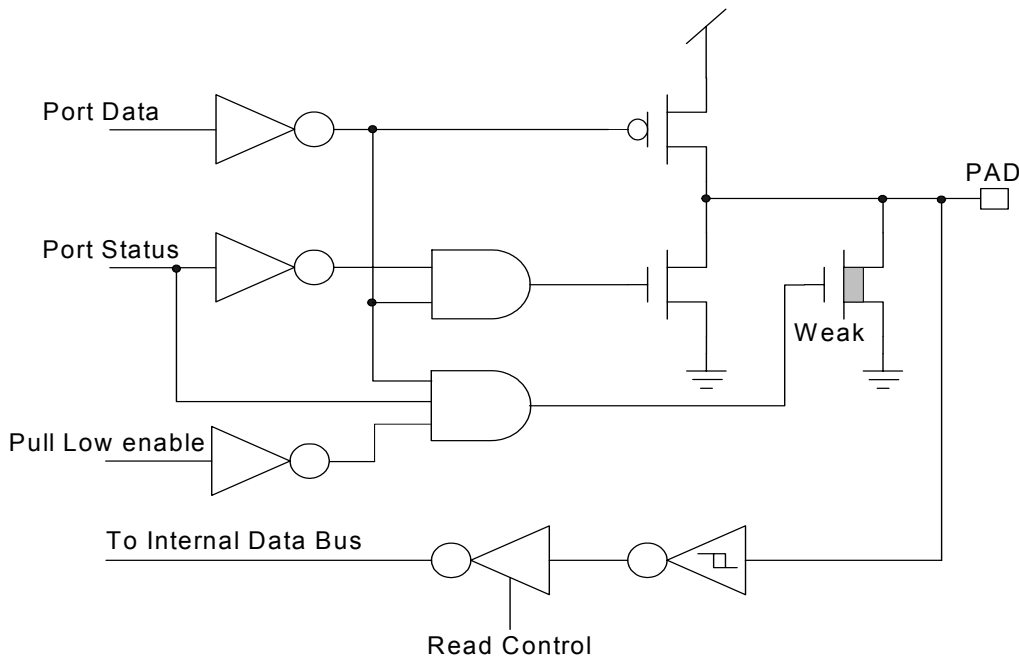 Port Data
PAD
Port Status
Weak
Pull Low enable
To Internal Data Bus
Read Control